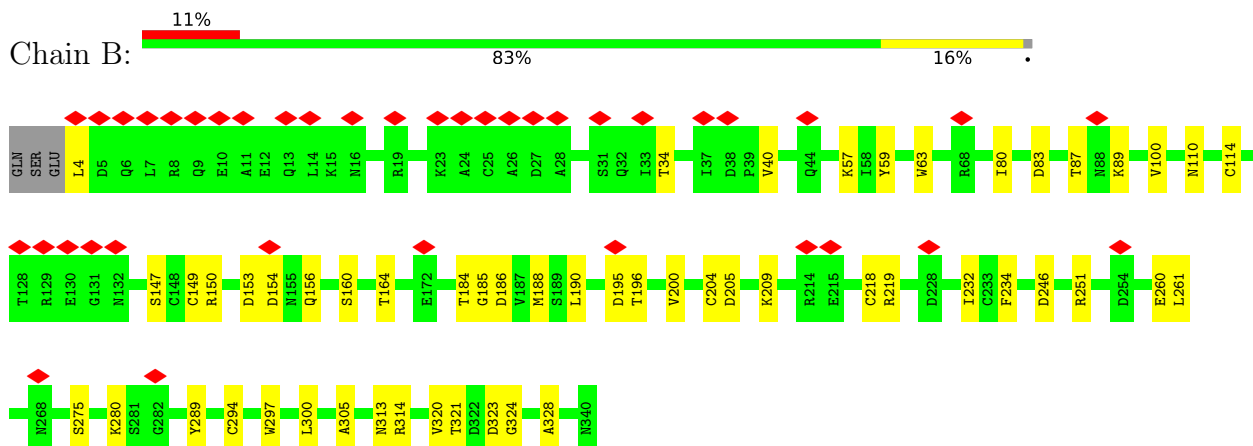 11%
Chain B:
83% 16% •
GLN SER GLU L4 D5 Q6 L7 R8 Q9 E10 A11 E12 Q13 L14 K15 N16 R19 K23 A24 C25 A26 D27 A28 S31 Q32 I33 T34 I37 D38 P39 V40 Q44 K57 I58 Y59 W63 R68 I80 D83 T87 N88 K89 V100 N110 C114
T128 R129 E130 G131 N132 S147 C148 C149 R150 D153 D154 N155 Q156 S160 T164 E172 T184 G185 D186 V187 M188 S189 L190 D195 T196 V200 C204 D205 K209 R214 E215 C218 R219 D228 I232 C233 F234 D246 R251 D254 E260 L261
N268 S275 K280 S281 G282 Y289 C294 W297 L300 A305 N313 R314 V320 T321 D322 D323 G324 A328 N340